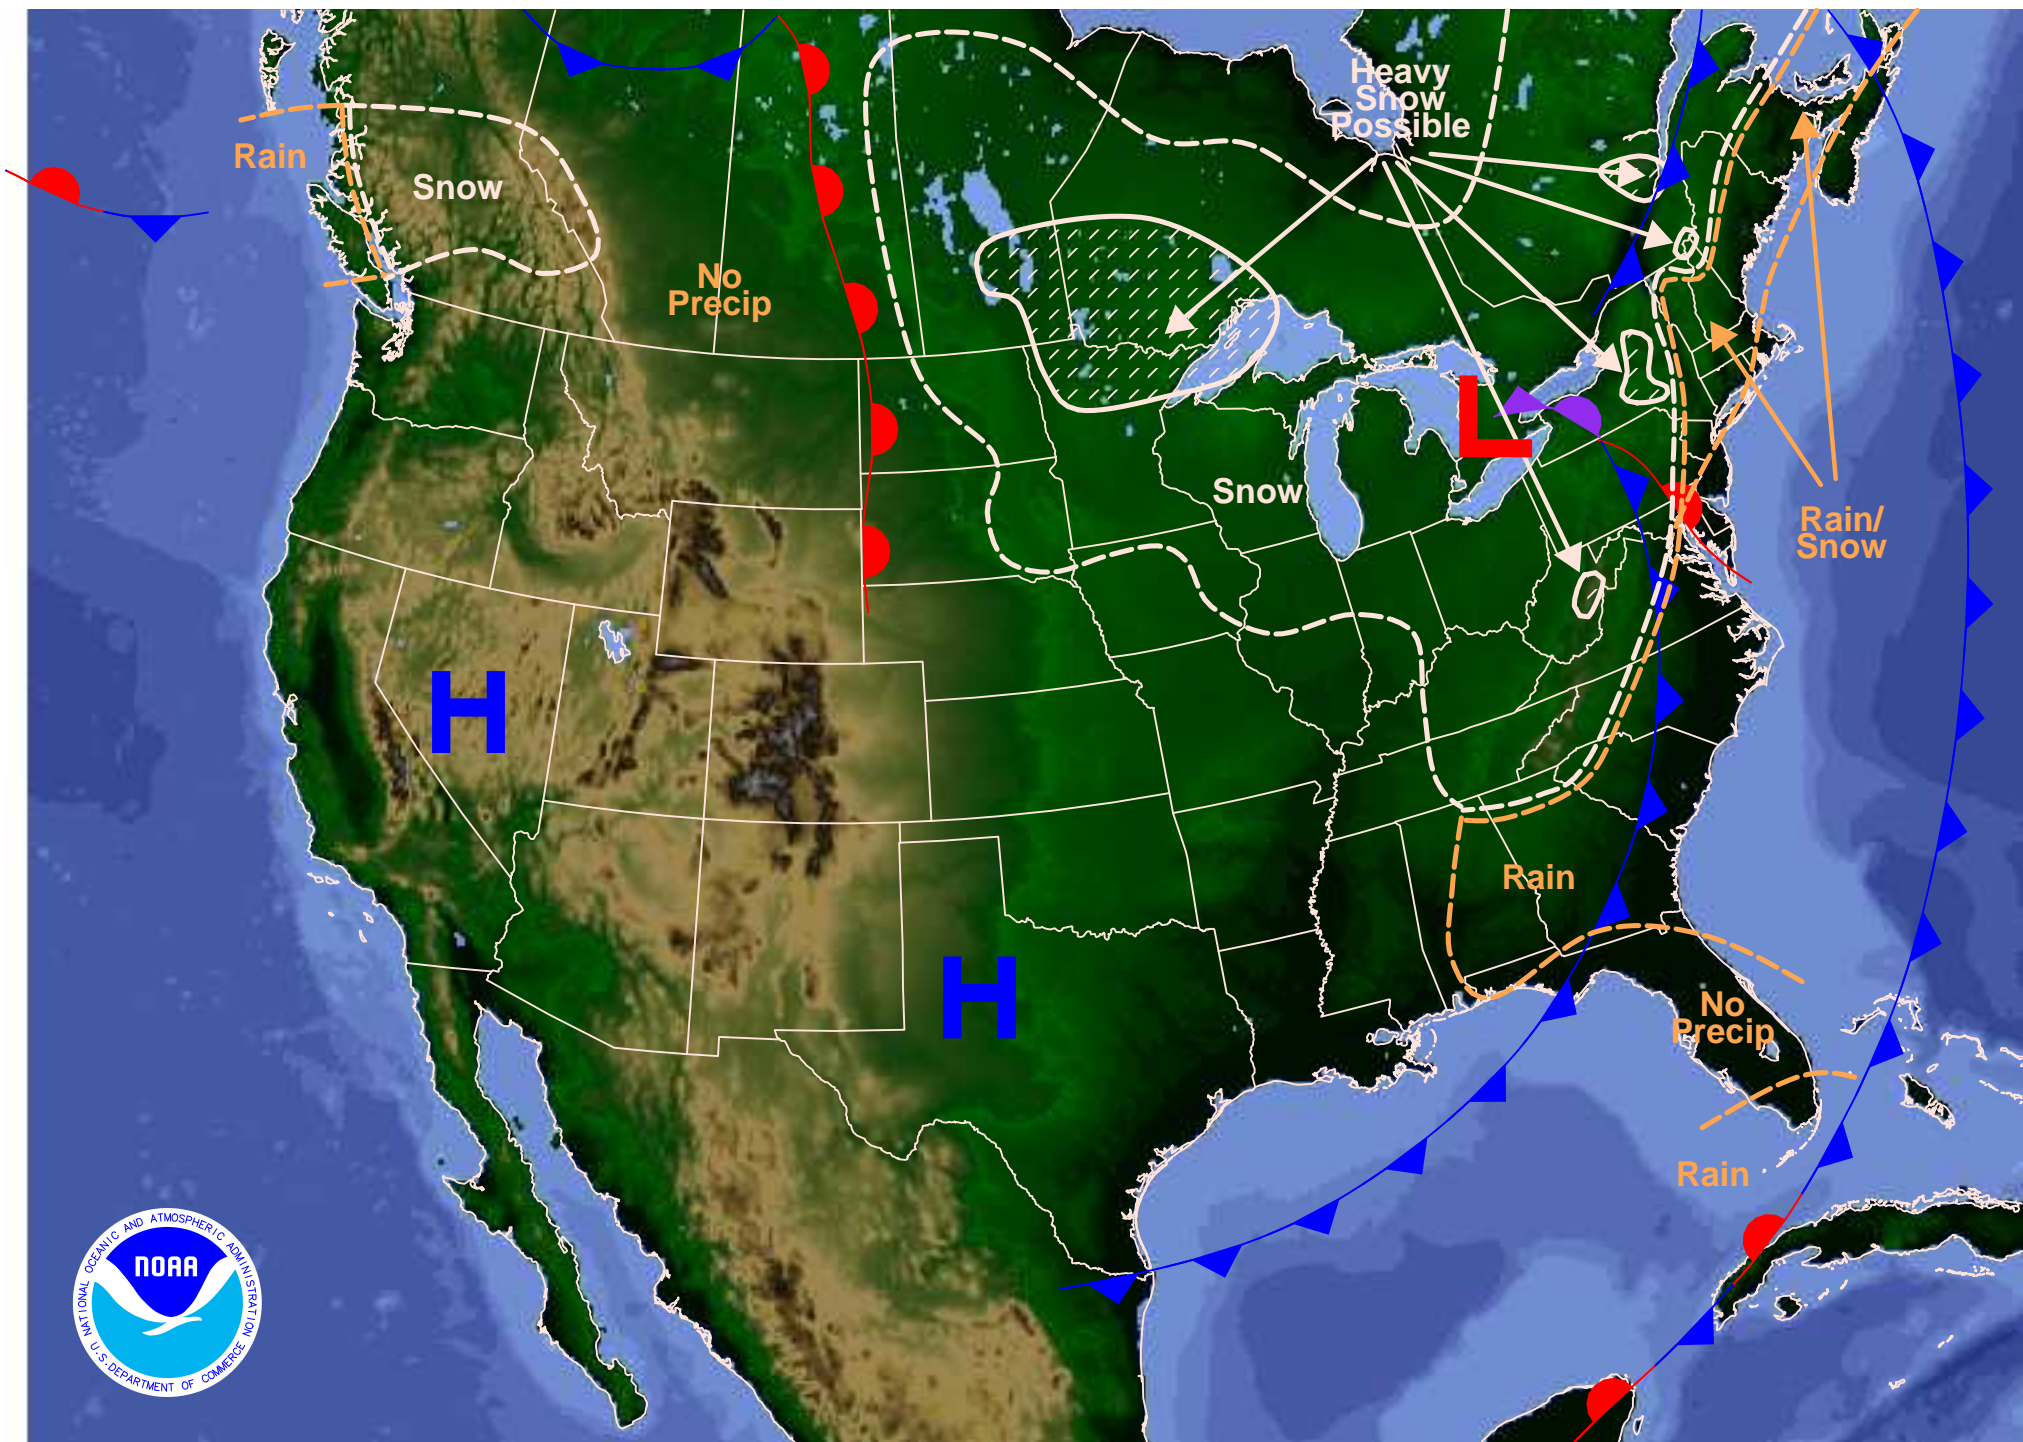 Heavy
Snow
Possible
Rain
Snow
No
Precip
L
Snow
Rain/
Snow
H
Rain
H
No
Precip
Rain
NATIONAL OCEANIC AND ATMOSPHERIC ADMINISTRATION
NOAA
U.S. DEPARTMENT OF COMMERCE